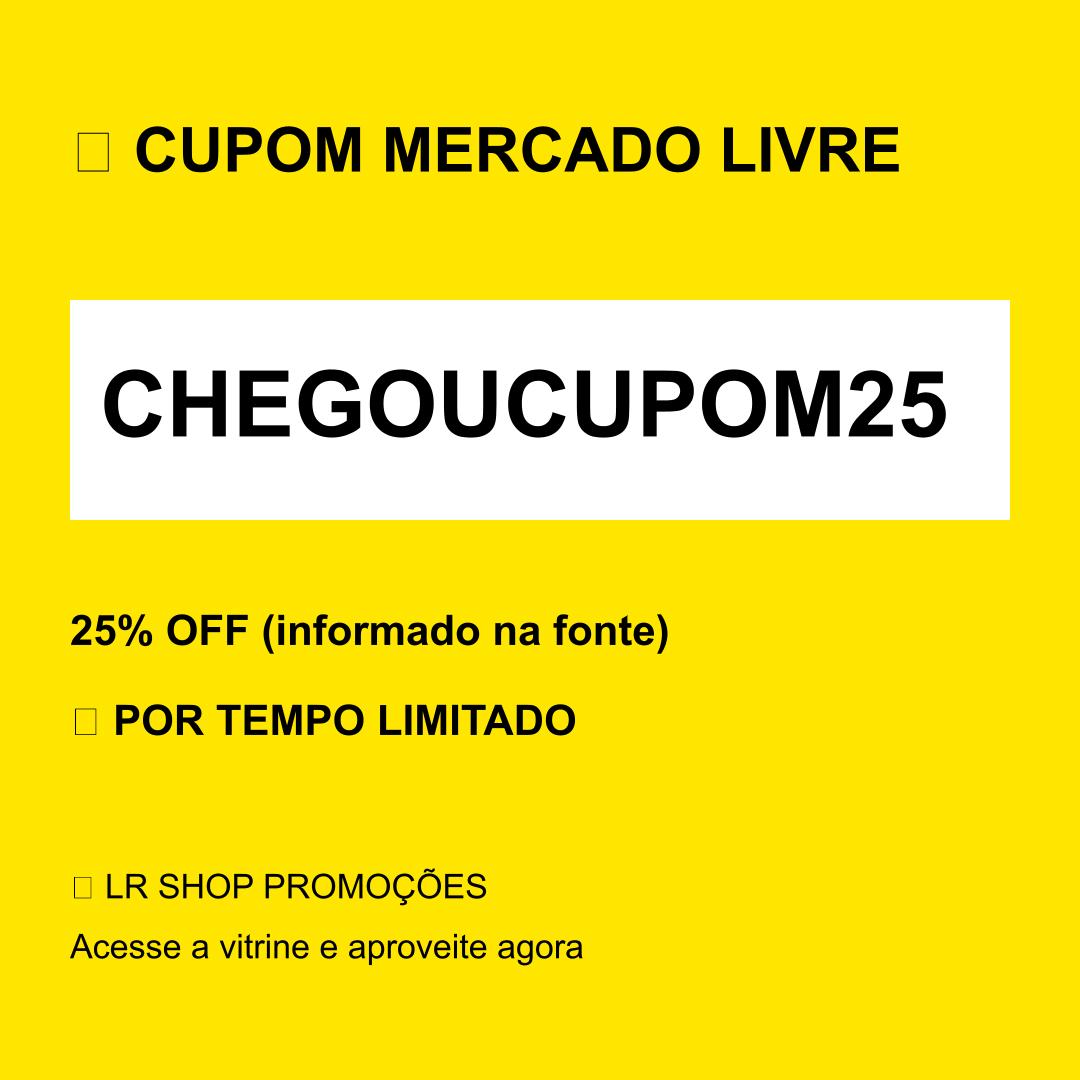 CUPOM MERCADO LIVRE
CHEGOUCUPOM25
25% OFF (informado na fonte)
POR TEMPO LIMITADO
LR SHOP PROMOÇÕES
Acesse a vitrine e aproveite agora